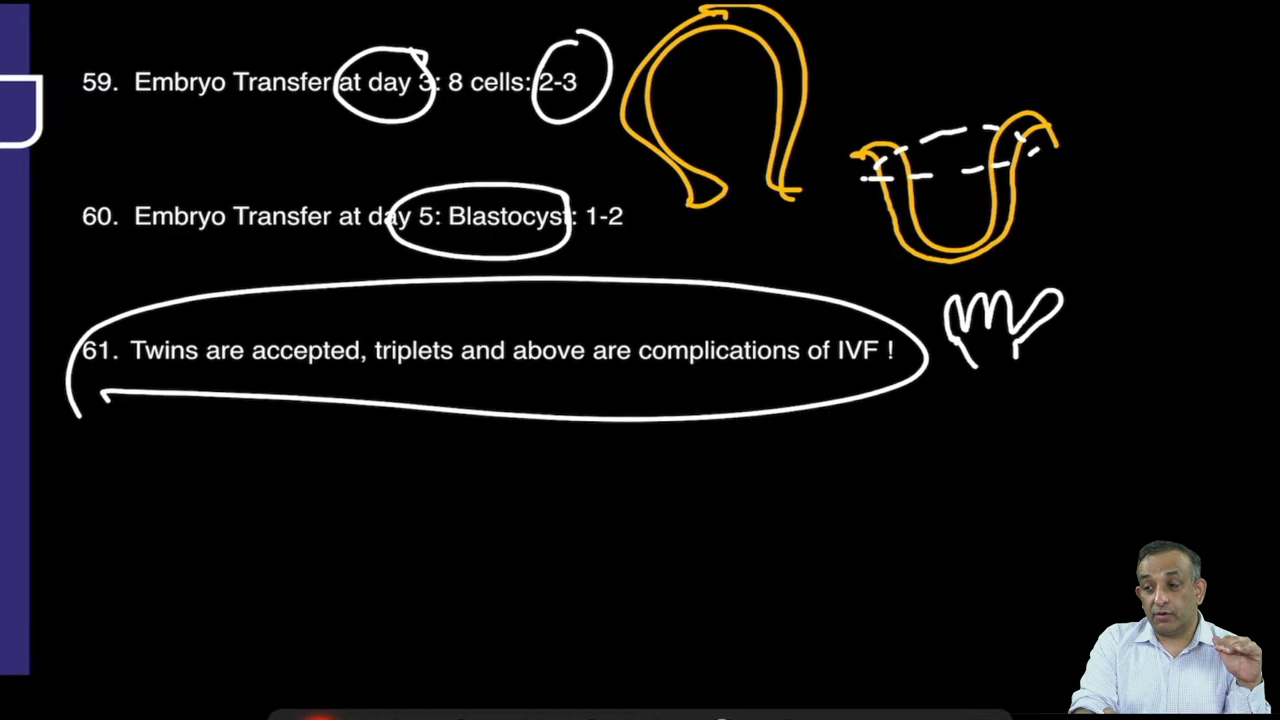 59. Embryo Transfer at day 3: 8 cells: 2-3
60. Embryo Transfer at day 5: Blastocyst: 1-2
61. Twins are accepted, triplets and above are complications of IVF !